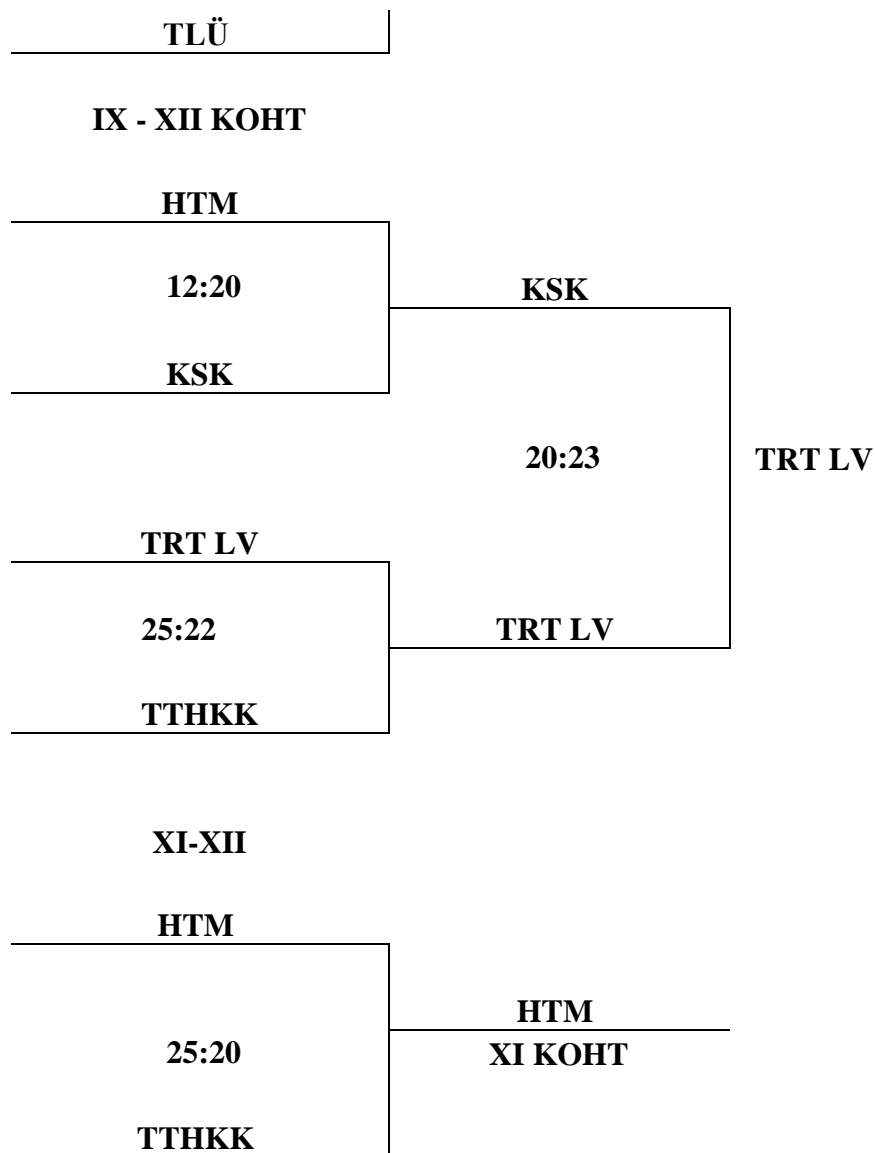 TLÜ
IX - XII KOHT
HTM
12:20
KSK
KSK
20:23
TRT LV
TRT LV
25:22
TRT LV
TTHKK
XI-XII
HTM
HTM
25:20
XI KOHT
TTHKK